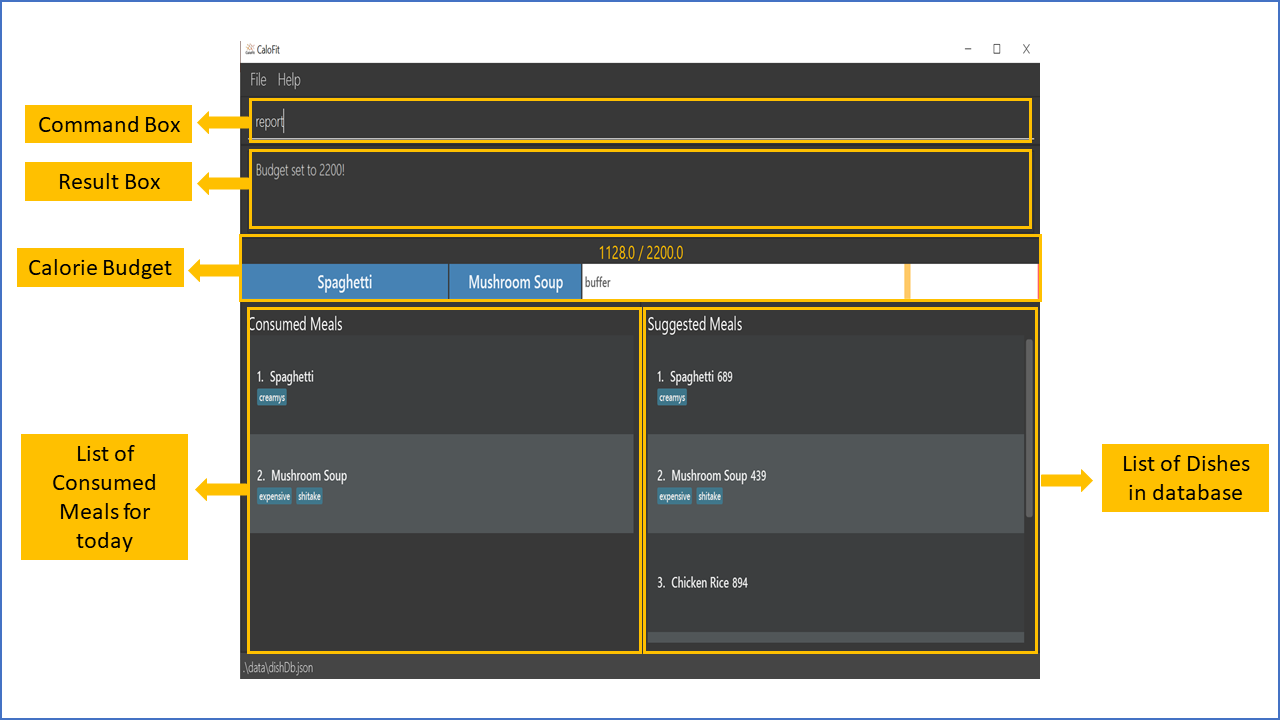 CaloFit
File Help
Command Box
report
Result Box
Budget set to 2200!
Calorie Budget
1128.0 / 2200.0
Spaghetti
Mushroom Soup
buffer
Consumed Meals
1. Spaghetti
creamys
2. Mushroom Soup
expensive shitake
List of
Consumed
Meals for
today
Suggested Meals
1. Spaghetti 689
creamys
2. Mushroom Soup 439
expensive shitake
3. Chicken Rice 894
List of Dishes
in database
.\data\dishDb.json